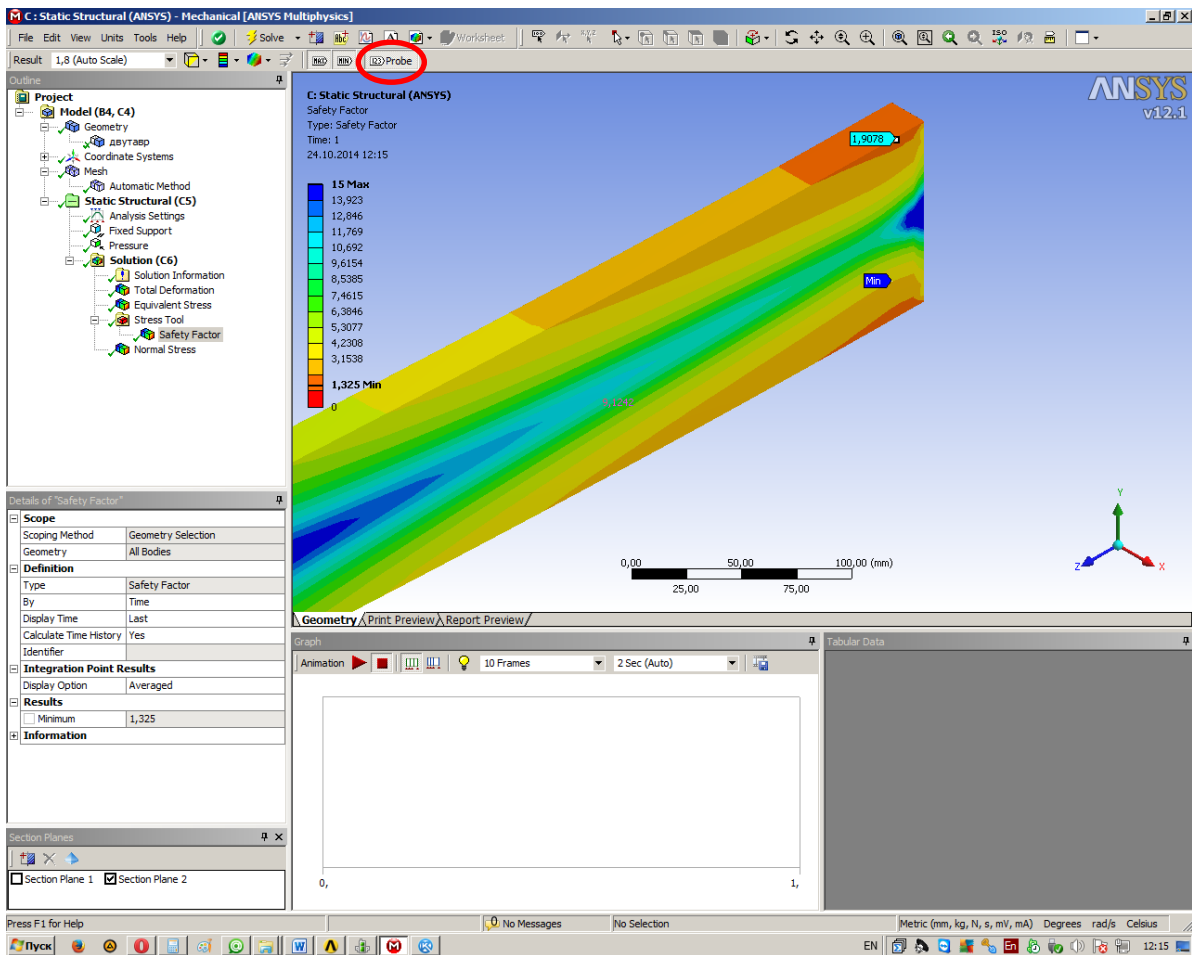 C : Static Structural (ANSYS) - Mechanical [ANSYS Multiphysics]
File Edit View Units Tools Help Solve Worksheet
Result 1,8 (Auto Scale) MAX MIN Probe
Outline
Project
Model (B4, C4)
Geometry
двутавр
Coordinate Systems
Mesh
Automatic Method
Static Structural (C5)
Analysis Settings
Fixed Support
Pressure
Solution (C6)
Solution Information
Total Deformation
Equivalent Stress
Stress Tool
Safety Factor
Normal Stress
C: Static Structural (ANSYS)
Safety Factor
Type: Safety Factor
Time: 1
24.10.2014 12:15
15 Max
13,923
12,846
11,769
10,692
9,6154
8,5385
7,4615
6,3846
5,3077
4,2308
3,1538
1,325 Min
0
ANSYS
v12.1
1,9078
Min
0,00 50,00 100,00 (mm)
25,00 75,00
Y
Z X
Geometry Print Preview Report Preview
Details of "Safety Factor"
Scope
Scoping Method Geometry Selection
Geometry All Bodies
Definition
Type Safety Factor
By Time
Display Time Last
Calculate Time History Yes
Identifier
Integration Point Results
Display Option Averaged
Results
Minimum 1,325
Information
Graph
Animation 10 Frames 2 Sec (Auto)
0, 1,
Tabular Data
Section Planes
Section Plane 1 Section Plane 2
Press F1 for Help No Messages No Selection Metric (mm, kg, N, s, mV, mA) Degrees rad/s Celsius
Пуск EN En 12:15